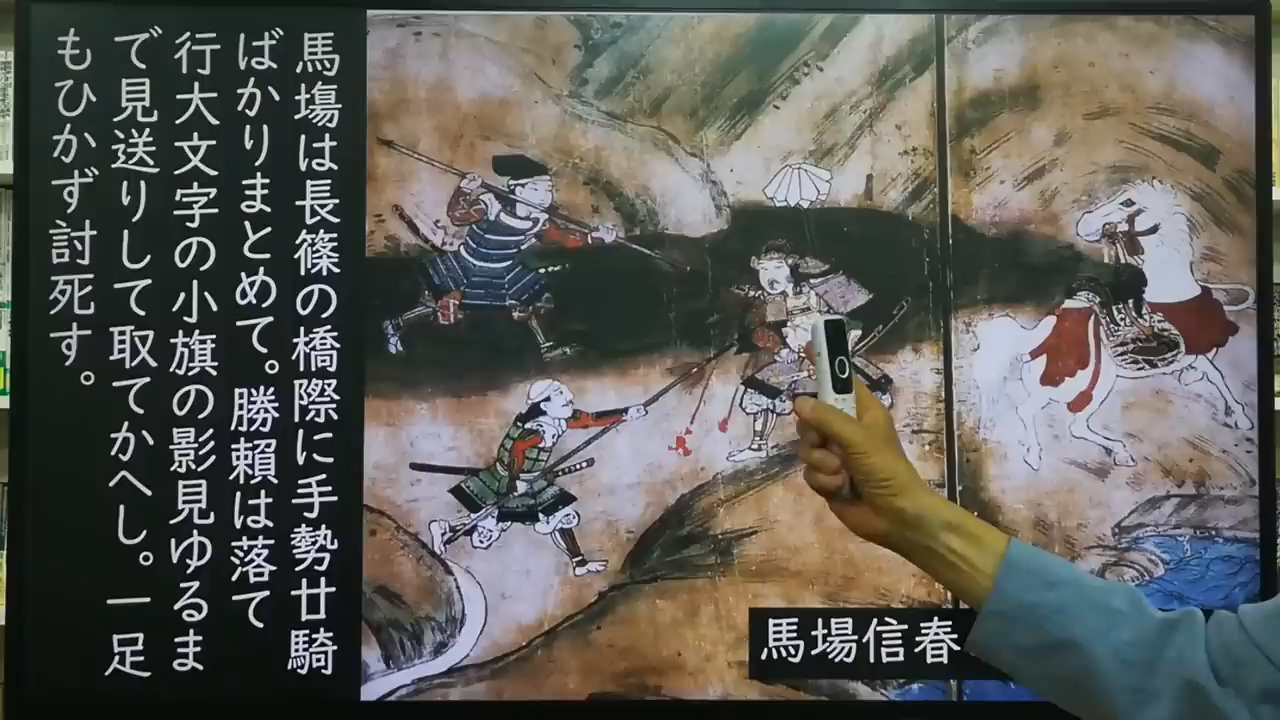 馬塲は長篠の橋際に手勢廿騎
ばかりまとめて。勝賴は落て
行大文字の小旗の影見ゆるま
で見送りして取てかへし。一足
もひかず討死す。
馬場信春